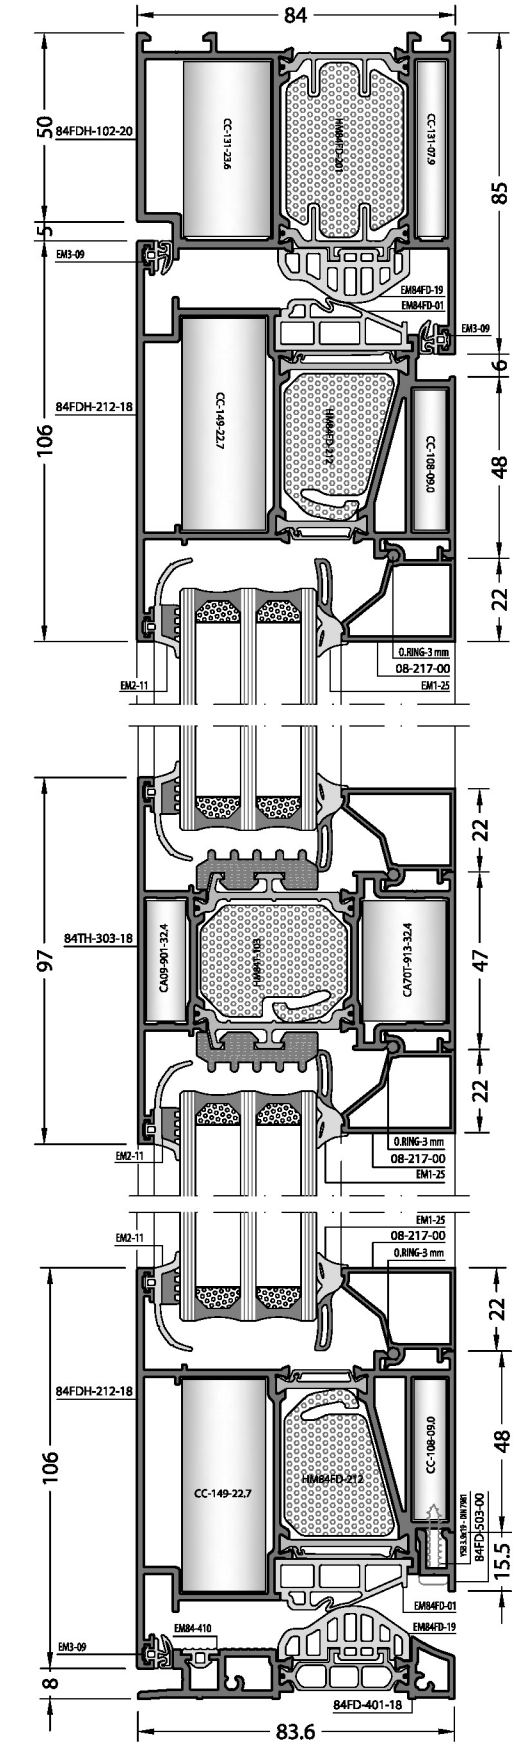 84
50
84FDH-102-20
CC-131-23.6
HM84FD-201
CC-131-07.9
85
5
EM3-09
EM84FD-19
EM84FD-01
EM3-09
6
106
84FDH-212-18
CC-149-22.7
HM84FD-212
CC-108-09.0
48
22
O.RING-3 mm
08-217-00
EM2-11
EM1-25
22
97
84TH-303-18
CA09-901-32.4
HM84T-103
CA70T-913-32.4
47
22
O.RING-3 mm
08-217-00
EM2-11
EM1-25
EM1-25
08-217-00
EM2-11
O.RING-3 mm
22
84FDH-212-18
106
CC-149-22.7
HM84FD-212
CC-108-09.0
48
YSB 3.9x19 - DIN 7981
84FD-503-00
15.5
EM84FD-01
EM84-410
EM84FD-19
EM3-09
8
84FD-401-18
83.6